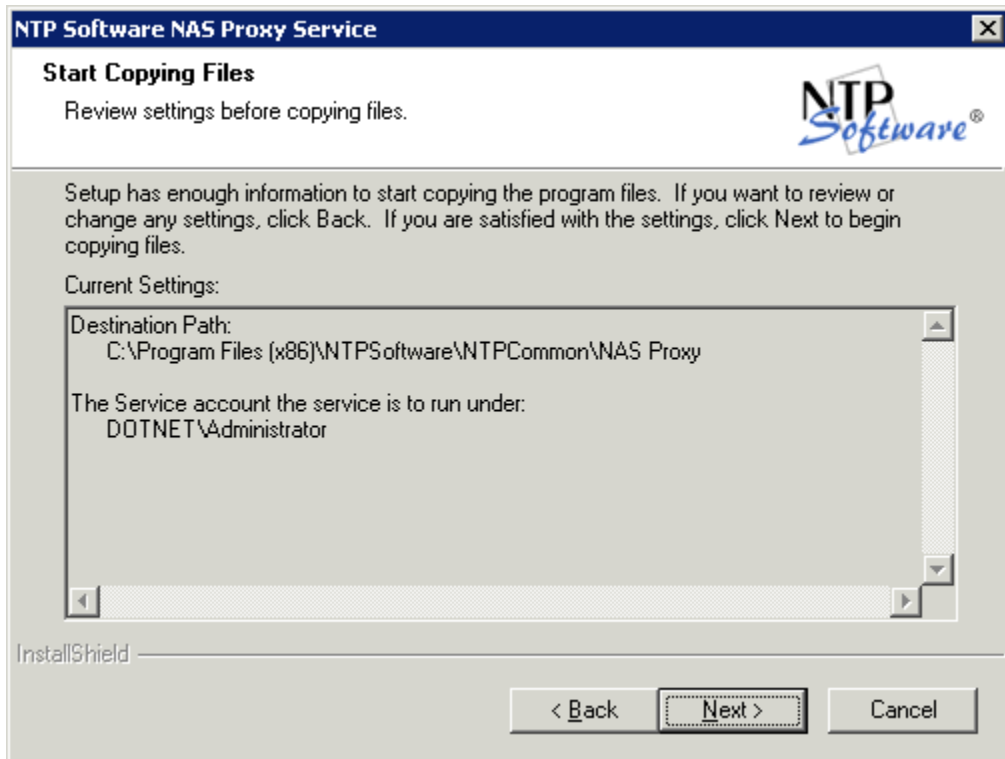 NTP Software NAS Proxy Service
Start Copying Files
Review settings before copying files.
NTP
Software®
Setup has enough information to start copying the program files.  If you want to review or
change any settings, click Back.  If you are satisfied with the settings, click Next to begin
copying files.
Current Settings:
Destination Path:
C:\Program Files (x86)\NTPSoftware\NTPCommon\NAS Proxy
The Service account the service is to run under:
DOTNET\Administrator
InstallShield
< Back
Next >
Cancel